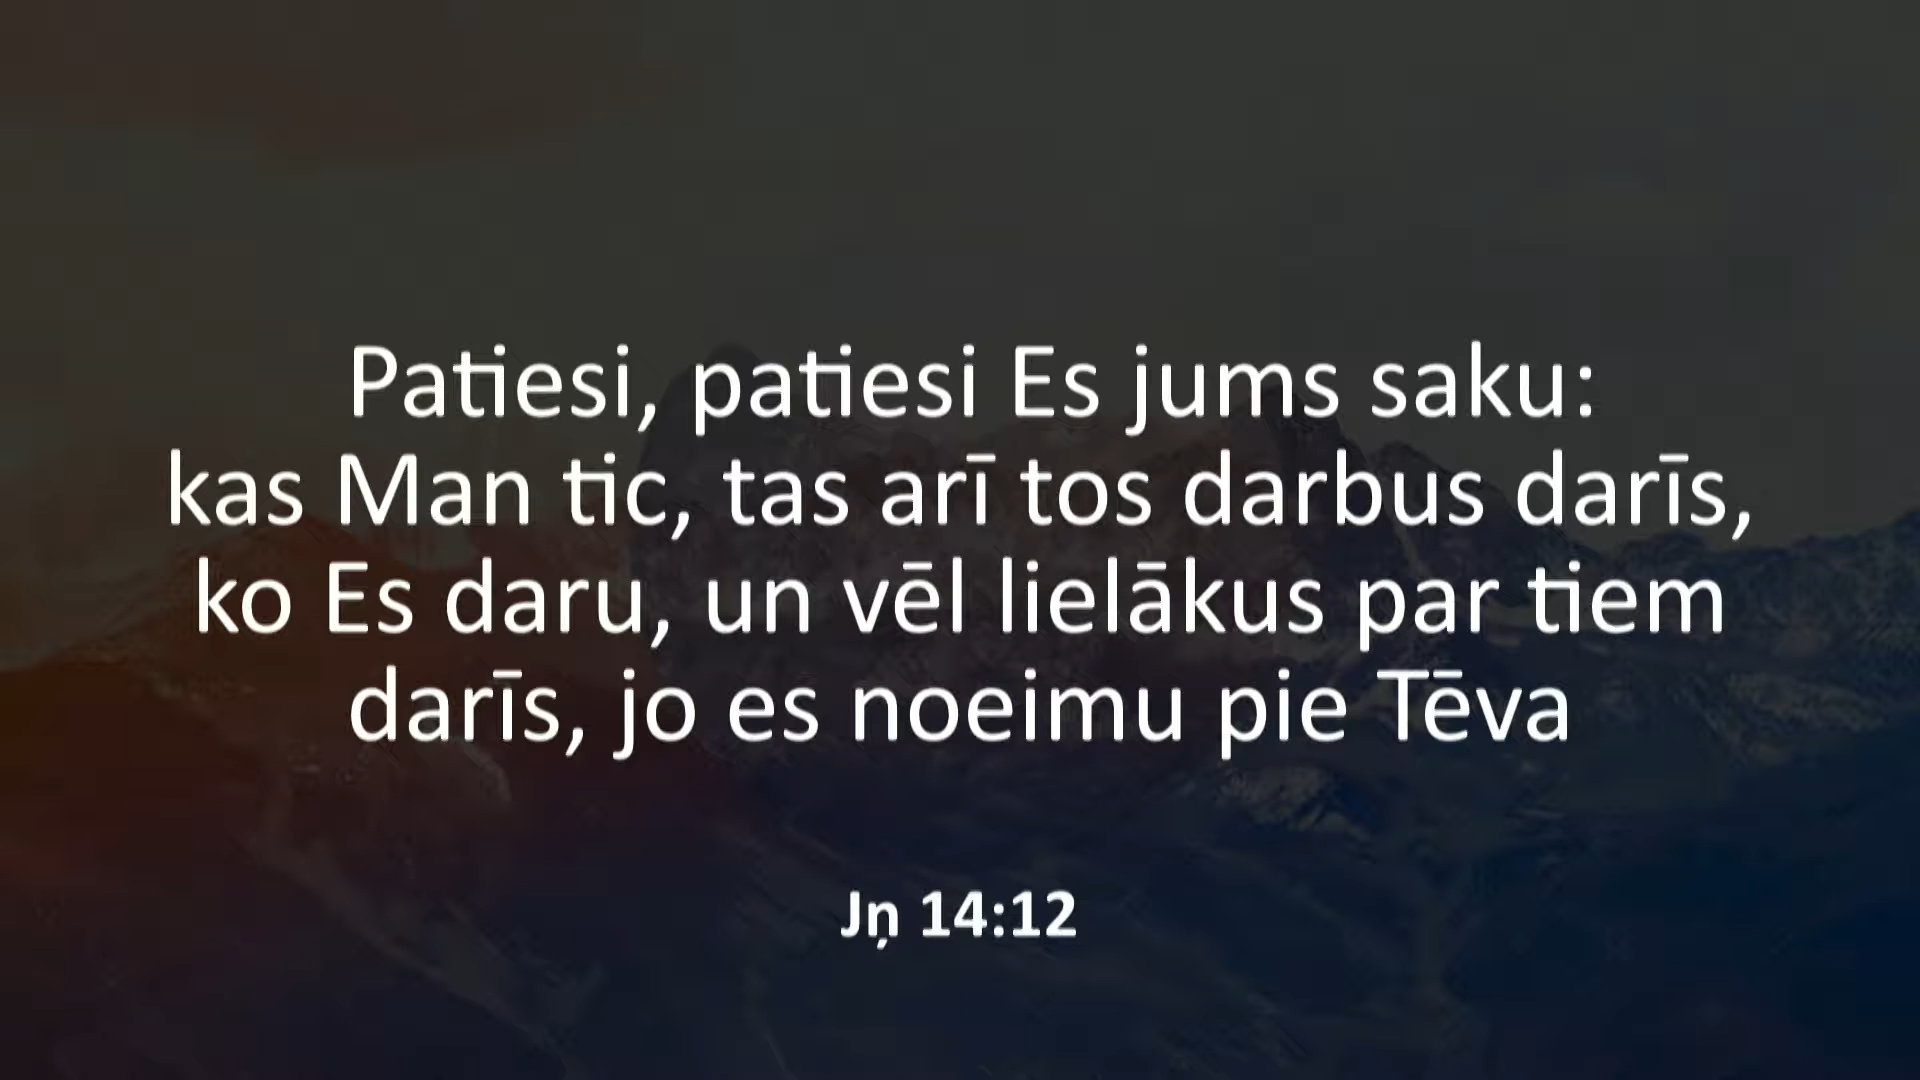 Patiesi, patiesi Es jums saku:
kas Man tic, tas arī tos darbus darīs,
ko Es daru, un vēl lielākus par tiem
darīs, jo es noeimu pie Tēva
Jņ 14:12